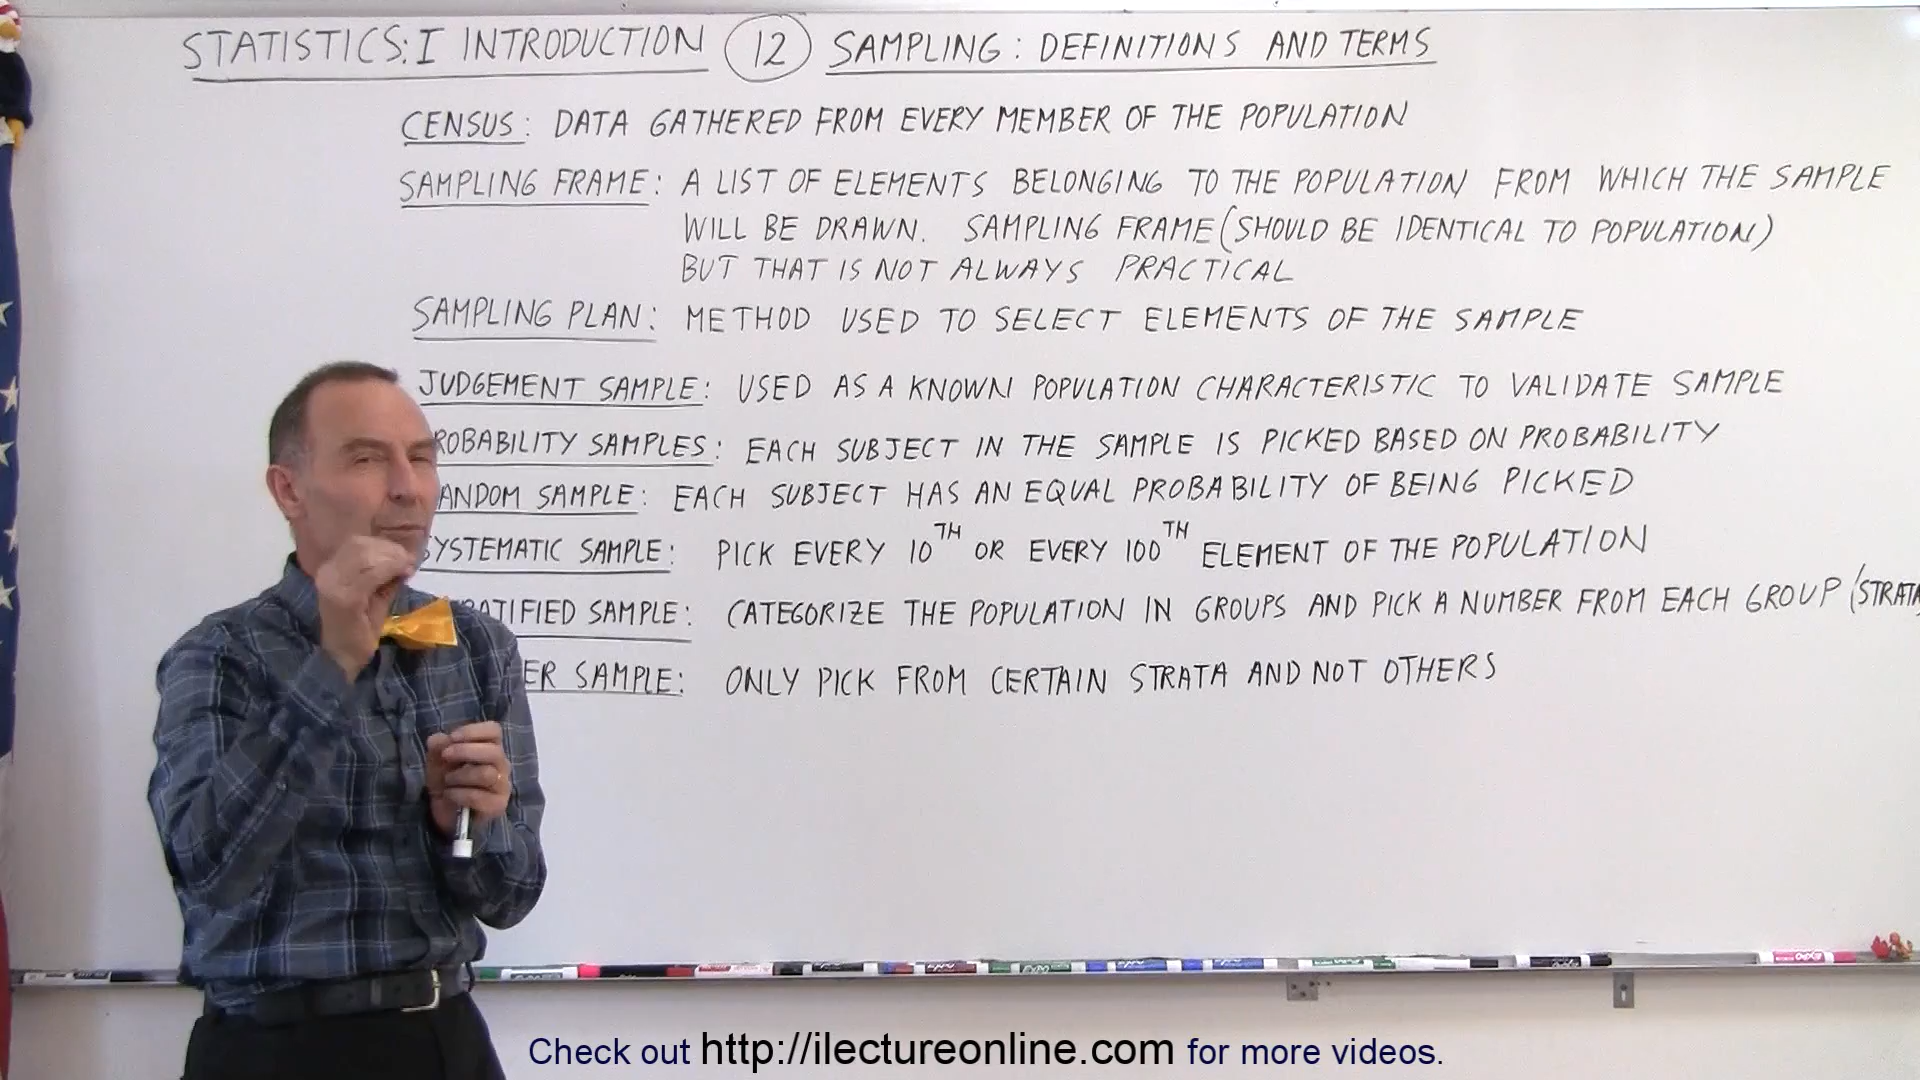 STATISTICS: I INTRODUCTION 12 SAMPLING: DEFINITIONS AND TERMS
CENSUS: DATA GATHERED FROM EVERY MEMBER OF THE POPULATION
SAMPLING FRAME: A LIST OF ELEMENTS BELONGING TO THE POPULATION FROM WHICH THE SAMPLE
WILL BE DRAWN. SAMPLING FRAME (SHOULD BE IDENTICAL TO POPULATION)
BUT THAT IS NOT ALWAYS PRACTICAL
SAMPLING PLAN: METHOD USED TO SELECT ELEMENTS OF THE SAMPLE
JUDGEMENT SAMPLE: USED AS A KNOWN POPULATION CHARACTERISTIC TO VALIDATE SAMPLE
ROBABILITY SAMPLES: EACH SUBJECT IN THE SAMPLE IS PICKED BASED ON PROBABILITY
ANDOM SAMPLE: EACH SUBJECT HAS AN EQUAL PROBABILITY OF BEING PICKED
SYSTEMATIC SAMPLE: PICK EVERY 10TH OR EVERY 100TH ELEMENT OF THE POPULATION
RATIFIED SAMPLE: CATEGORIZE THE POPULATION IN GROUPS AND PICK A NUMBER FROM EACH GROUP (STRATA
ER SAMPLE: ONLY PICK FROM CERTAIN STRATA AND NOT OTHERS
Check out http://ilectureonline.com for more videos.